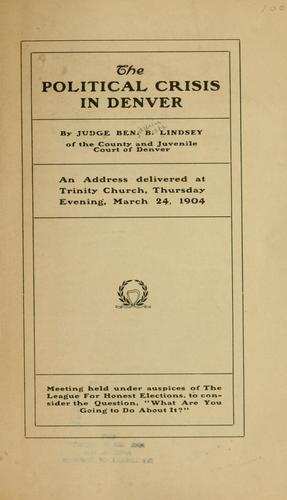 The
POLITICAL CRISIS
IN DENVER
By JUDGE BEN. B. LINDSEY
of the County and Juvenile
Court of Denver
An Address delivered at
Trinity Church, Thursday
Evening, March 24, 1904
Meeting held under auspices of The
League For Honest Elections, to con-
sider the Question, "What Are You
Going to Do About It?"